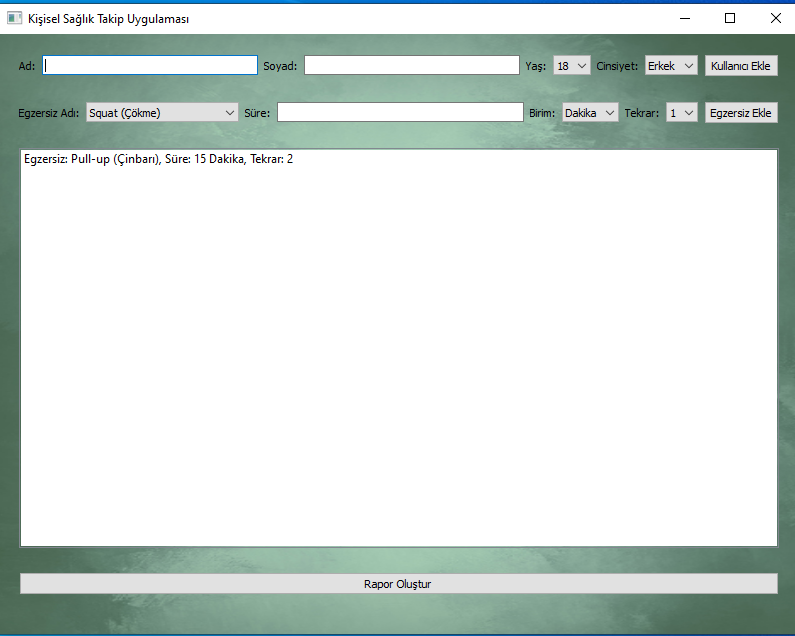 Kişisel Sağlık Takip Uygulaması
Ad: Soyad: Yaş: 18 Cinsiyet: Erkek Kullanıcı Ekle
Egzersiz Adı: Squat (Çökme) Süre: Birim: Dakika Tekrar: 1 Egzersiz Ekle
Egzersiz: Pull-up (Çinbarı), Süre: 15 Dakika, Tekrar: 2
Rapor Oluştur